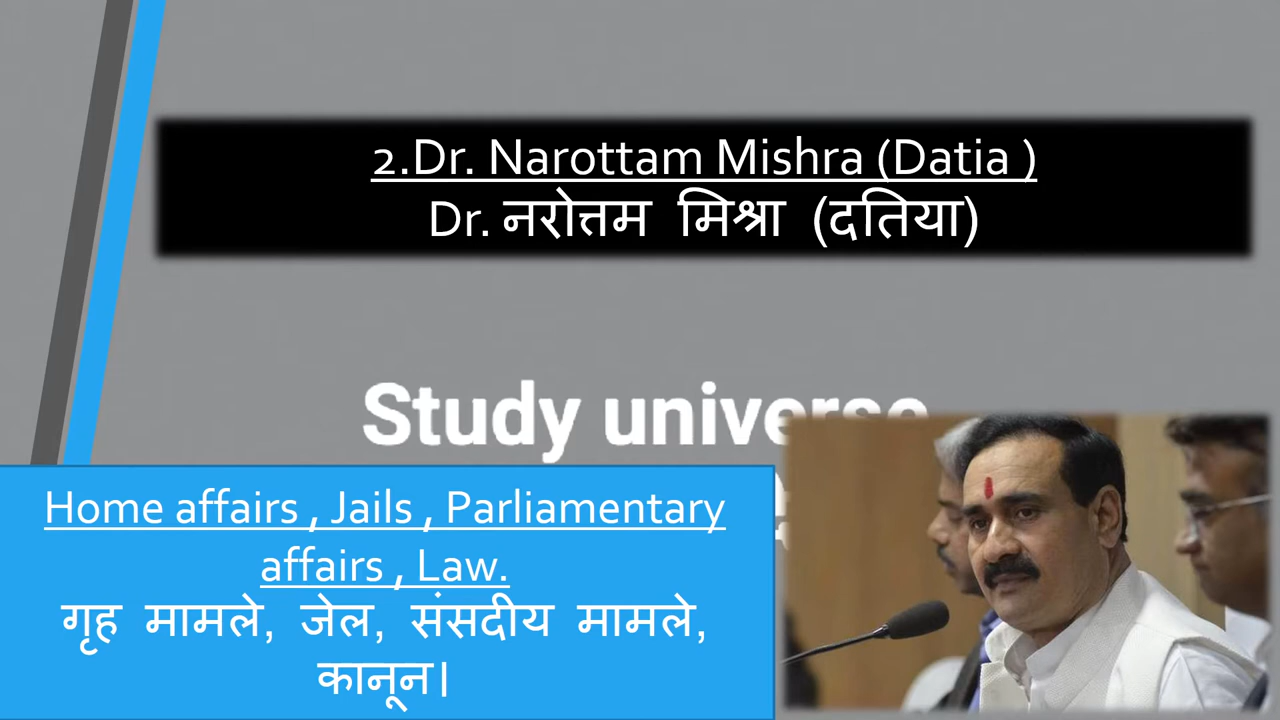 2.Dr. Narottam Mishra (Datia )
Dr. नरोत्तम मिश्रा (दतिया)
Study universe
Home affairs , Jails , Parliamentary
affairs , Law.
गृह मामले, जेल, संसदीय मामले,
कानून।